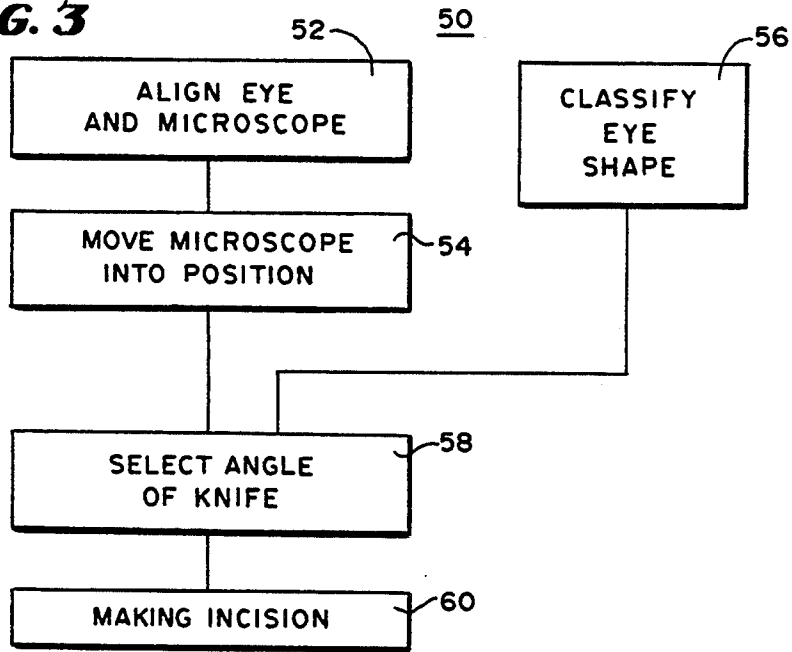 G. 3
50
52
ALIGN EYE
AND MICROSCOPE
56
CLASSIFY
EYE
SHAPE
MOVE MICROSCOPE
INTO POSITION
54
SELECT ANGLE
OF KNIFE
58
MAKING INCISION
60